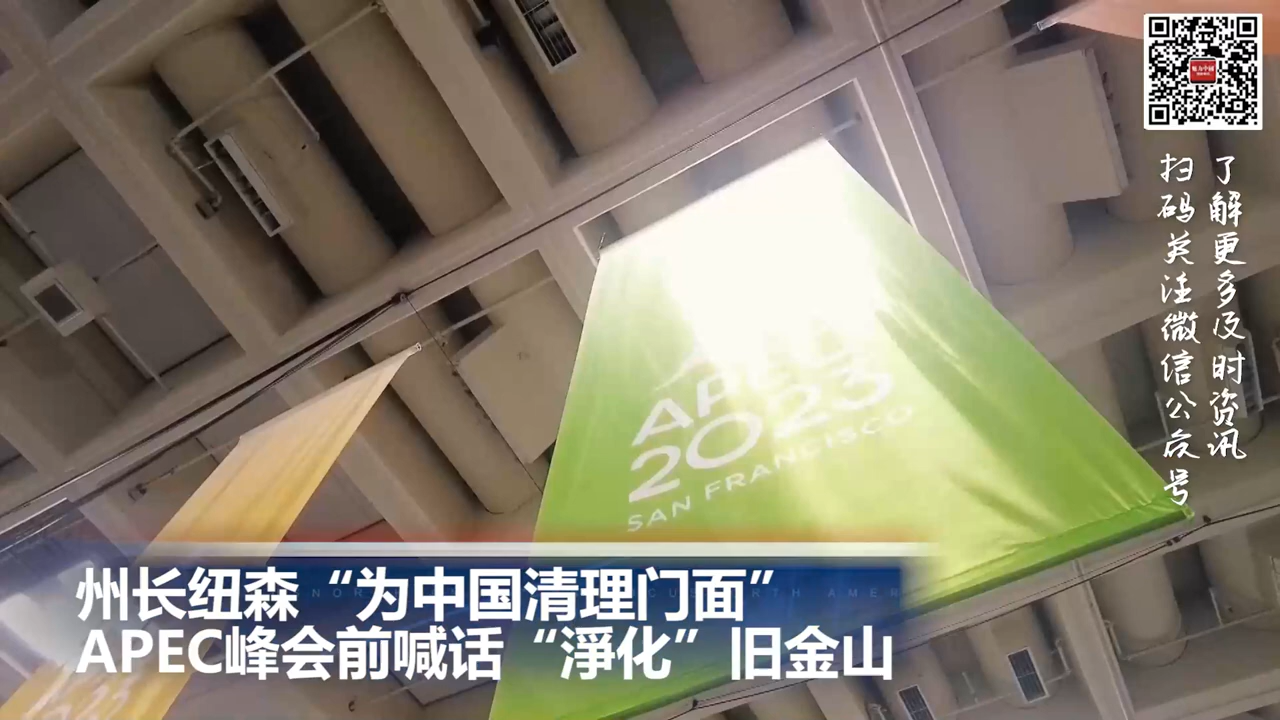 了解更多及时资讯
扫码关注微信公众号
APEC
2023
SAN FRANCISCO
州长纽森“为中国清理门面”
APEC峰会前喊话“淨化”旧金山